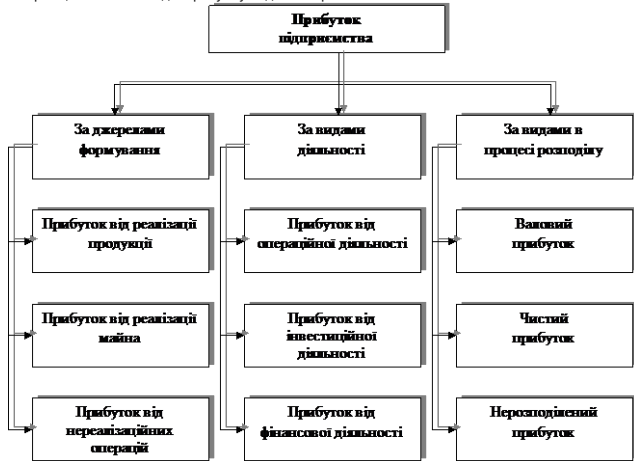 Прибуток
підприємства
За джерелами
формування
За видами
діяльності
За видами в
процесі розподілу
Прибуток від реалізації
продукції
Прибуток від
операційної діяльності
Валовий
прибуток
Прибуток від реалізації
майна
Прибуток від
інвестиційної
діяльності
Чистий
прибуток
Прибуток від
нереалізаційних
операцій
Прибуток від
фінансової діяльності
Нерозподілений
прибуток